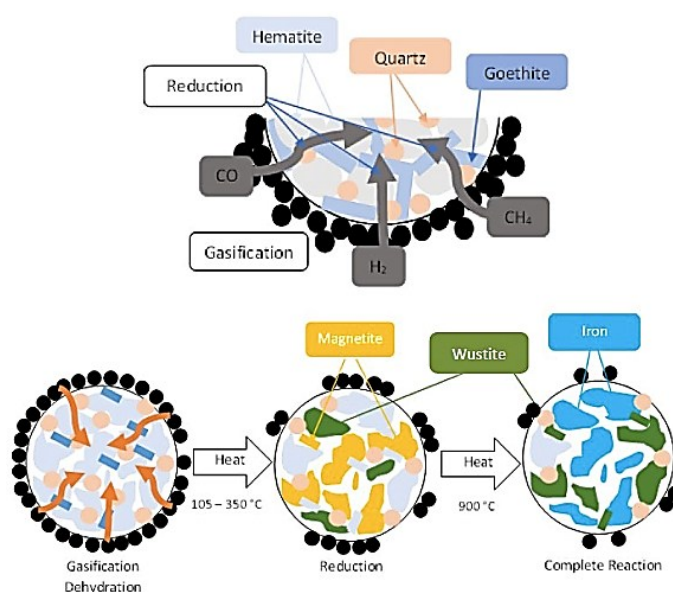 Hematite
Quartz
Goethite
Reduction
CO
CH₄
Gasification
H₂
Magnetite
Wustite
Iron
Heat
105 – 350 °C
Heat
900 °C
Gasification
Dehydration
Reduction
Complete Reaction